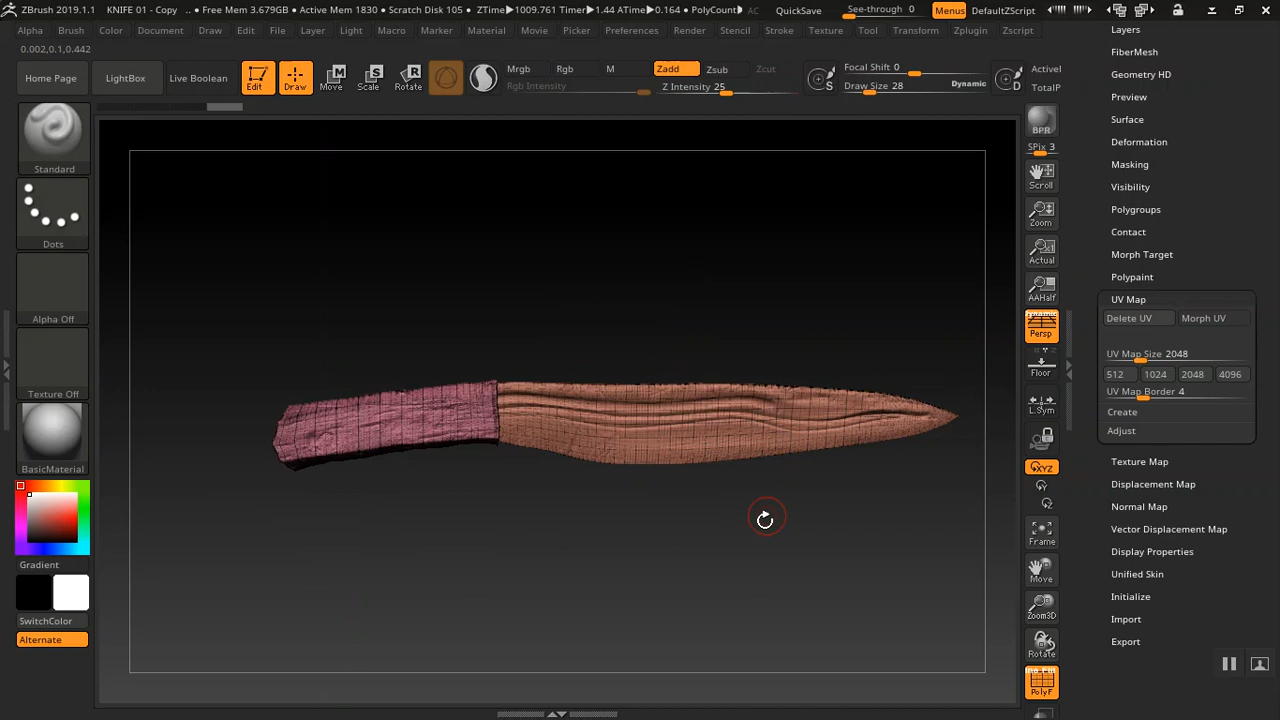 ZBrush 2019.1.1 KNIFE 01 - Copy .. • Free Mem 3.679GB • Active Mem 1830 • Scratch Disk 105 • ZTime▶1009.761 Timer▶1.44 ATime▶0.164 • PolyCount▶ AC QuickSave See-through 0 Menus DefaultZScript
Alpha Brush Color Document Draw Edit File Layer Light Macro Marker Material Movie Picker Preferences Render Stencil Stroke Texture Tool Transform Zplugin Zscript
0.002,0.1,0.442
Home Page LightBox Live Boolean Edit Draw Move Scale Rotate
Mrgb Rgb M Zadd Zsub Zcut
Rgb Intensity Z Intensity 25
S Focal Shift 0
Draw Size 28 Dynamic
D ActiveI
TotalP
Standard
Dots
Alpha Off
Texture Off
BasicMaterial
Gradient
SwitchColor
Alternate
BPR
SPix 3
Scroll
Zoom
Actual
AAHalf
Dynamic
Persp
Floor
L.Sym
XYZ
Y
Z
Frame
Move
Zoom3D
Rotate
PolyF
Layers
FiberMesh
Geometry HD
Preview
Surface
Deformation
Masking
Visibility
Polygroups
Contact
Morph Target
Polypaint
UV Map
Delete UV Morph UV
UV Map Size 2048
512 1024 2048 4096
UV Map Border 4
Create
Adjust
Texture Map
Displacement Map
Normal Map
Vector Displacement Map
Display Properties
Unified Skin
Initialize
Import
Export